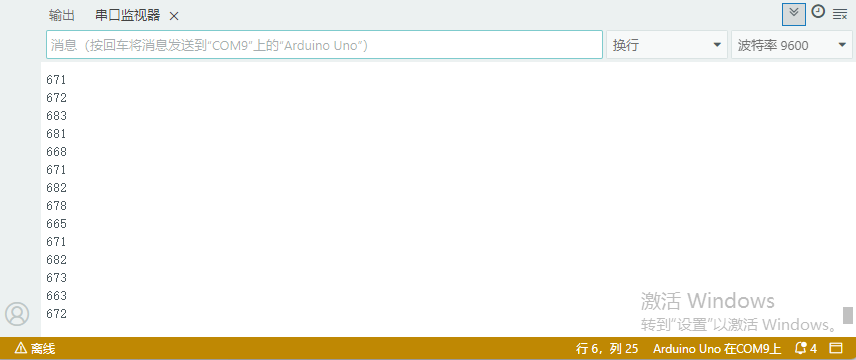 输出 串口监视器
消息（按回车将消息发送到“COM9”上的“Arduino Uno”） 换行 波特率 9600
671
672
683
681
668
671
682
678
665
671
682
673
663
672
激活 Windows
转到“设置”以激活 Windows。
离线 行 6，列 25 Arduino Uno 在COM9上 4